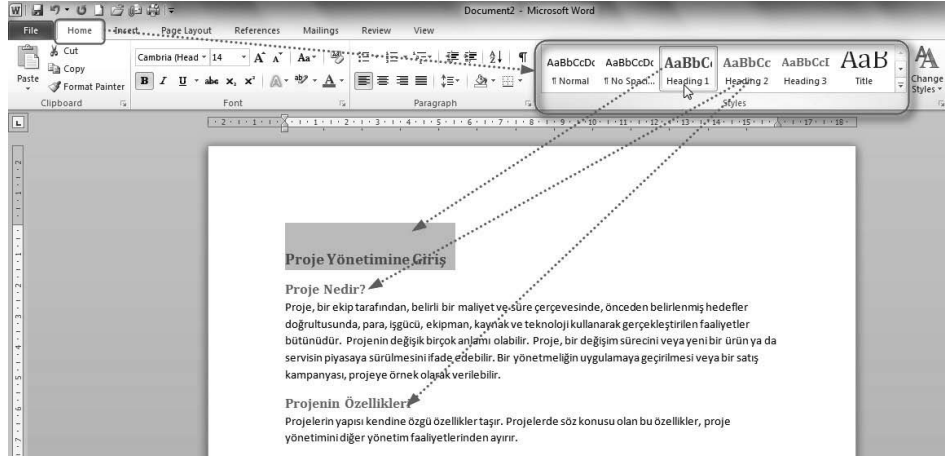 Document2 - Microsoft Word
File Home Insert Page Layout References Mailings Review View
Paste
Cut
Copy
Format Painter
Clipboard
Cambria (Head 14
B I U abe x, x²
Font
Paragraph
AaBbCcDc AaBbCcDc AaBbC AaBbCc AaBbCcI AaB
¶ Normal ¶ No Spaci... Heading 1 Heading 2 Heading 3 Title
Styles
Change
Styles
Proje Yönetimine Giriş
Proje Nedir?
Proje, bir ekip tarafından, belirli bir maliyet ve süre çerçevesinde, önceden belirlenmiş hedefler
doğrultusunda, para, işgücü, ekipman, kaynak ve teknoloji kullanarak gerçekleştirilen faaliyetler
bütünüdür. Projenin değişik birçok anlamı olabilir. Proje, bir değişim sürecini veya yeni bir ürün ya da
servisin piyasaya sürülmesini ifade edebilir. Bir yönetmeliğin uygulamaya geçirilmesi veya bir satış
kampanyası, projeye örnek olarak verilebilir.
Projenin Özellikleri
Projelerin yapısı kendine özgü özellikler taşır. Projelerde söz konusu olan bu özellikler, proje
yönetimini diğer yönetim faaliyetlerinden ayırır.